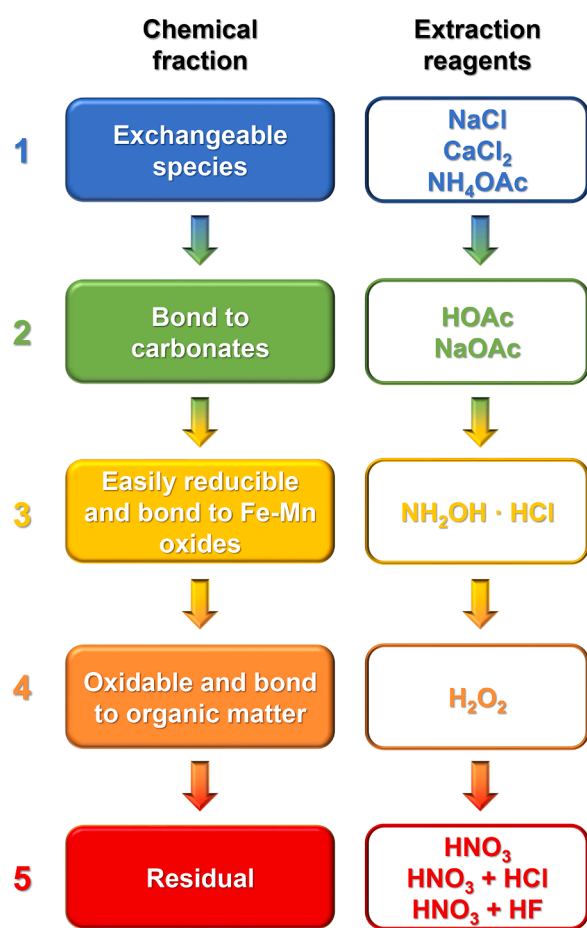 Chemical
fraction
Extraction
reagents
1
Exchangeable
species
NaCl
CaCl₂
NH₄OAc
2
Bond to
carbonates
HOAc
NaOAc
3
Easily reducible
and bond to Fe-Mn
oxides
NH₂OH · HCl
4
Oxidable and bond
to organic matter
H₂O₂
5
Residual
HNO₃
HNO₃ + HCl
HNO₃ + HF